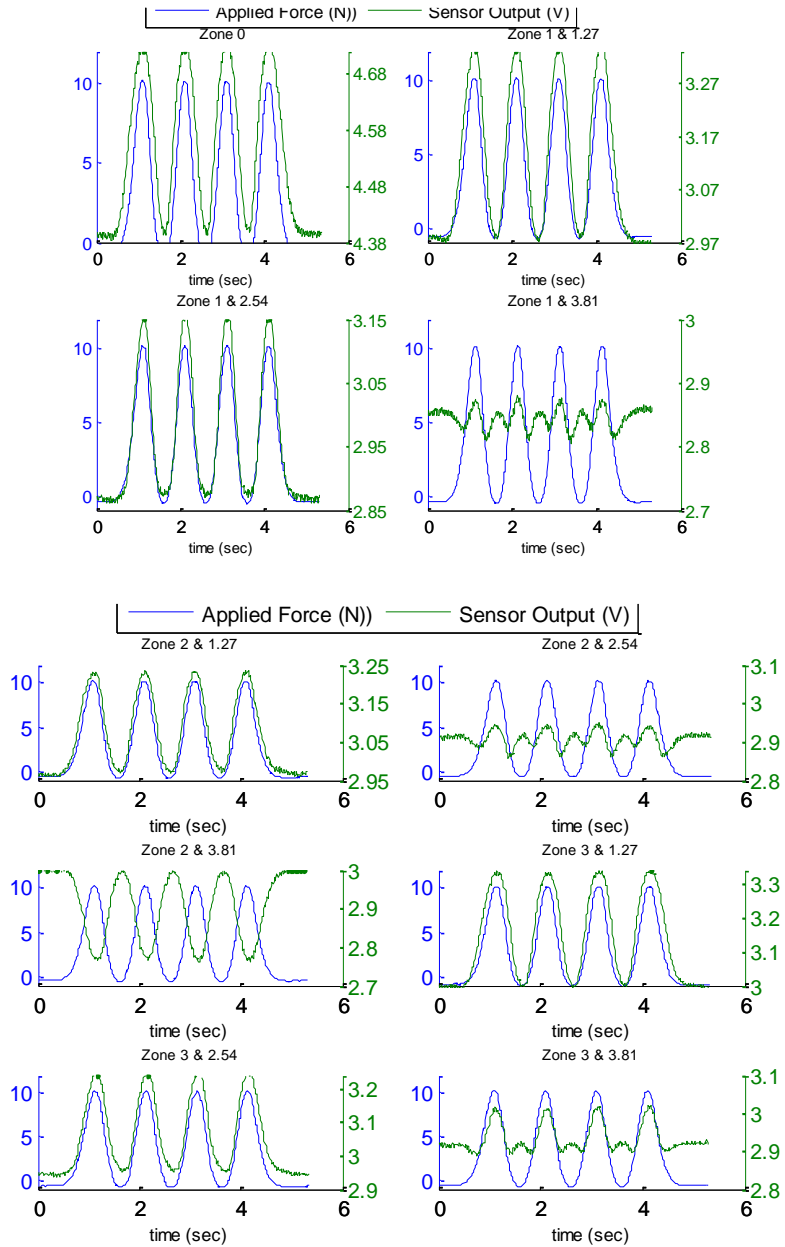 Applied Force (N)) Sensor Output (V)
Zone 0 Zone 1 & 1.27
10 5 0
4.68 4.58 4.48 4.38
0 2 4 6
time (sec)
10 5 0
3.27 3.17 3.07 2.97
0 2 4 6
time (sec)
Zone 1 & 2.54 Zone 1 & 3.81
10 5 0
3.15 3.05 2.95 2.85
0 2 4 6
time (sec)
10 5 0
3 2.9 2.8 2.7
0 2 4 6
time (sec)
Applied Force (N)) Sensor Output (V)
Zone 2 & 1.27 Zone 2 & 2.54
10 5 0
3.25 3.15 3.05 2.95
0 2 4 6
time (sec)
10 5 0
3.1 3 2.9 2.8
0 2 4 6
time (sec)
Zone 2 & 3.81 Zone 3 & 1.27
10 5 0
3 2.9 2.8 2.7
0 2 4 6
time (sec)
10 5 0
3.3 3.2 3.1 3
0 2 4 6
time (sec)
Zone 3 & 2.54 Zone 3 & 3.81
10 5 0
3.2 3.1 3 2.9
0 2 4 6
time (sec)
10 5 0
3.1 3 2.9 2.8
0 2 4 6
time (sec)